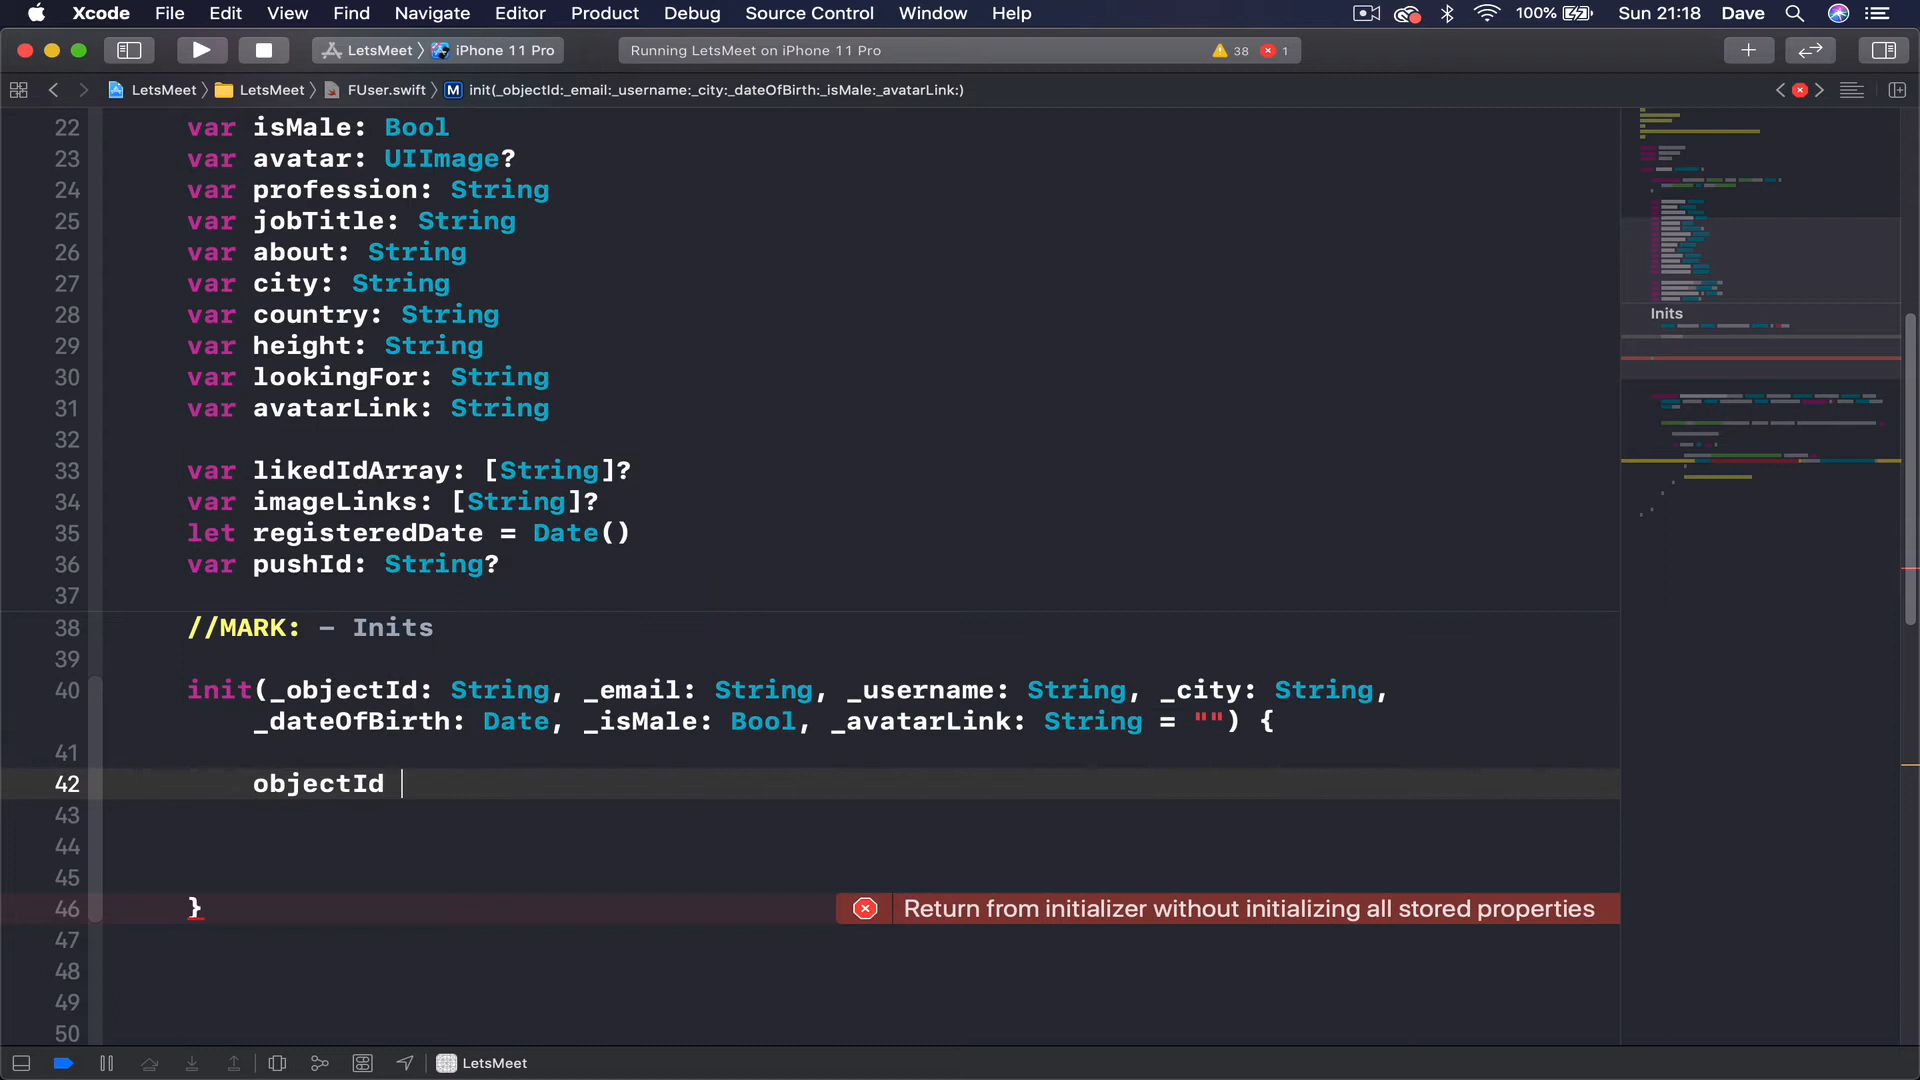 Xcode File Edit View Find Navigate Editor Product Debug Source Control Window Help 100% Sun 21:18 Dave
LetsMeet iPhone 11 Pro Running LetsMeet on iPhone 11 Pro 38 1
LetsMeet LetsMeet FUser.swift M init(_objectId:_email:_username:_city:_dateOfBirth:_isMale:_avatarLink:)
22 var isMale: Bool
23 var avatar: UIImage?
24 var profession: String
25 var jobTitle: String
26 var about: String
27 var city: String
28 var country: String
29 var height: String
30 var lookingFor: String
31 var avatarLink: String
32
33 var likedIdArray: [String]?
34 var imageLinks: [String]?
35 let registeredDate = Date()
36 var pushId: String?
37
38 //MARK: - Inits
39
40 init(_objectId: String, _email: String, _username: String, _city: String,
_dateOfBirth: Date, _isMale: Bool, _avatarLink: String = "") {
41
42 objectId
43
44
45
46 } Return from initializer without initializing all stored properties
47
48
49
50
Inits
LetsMeet